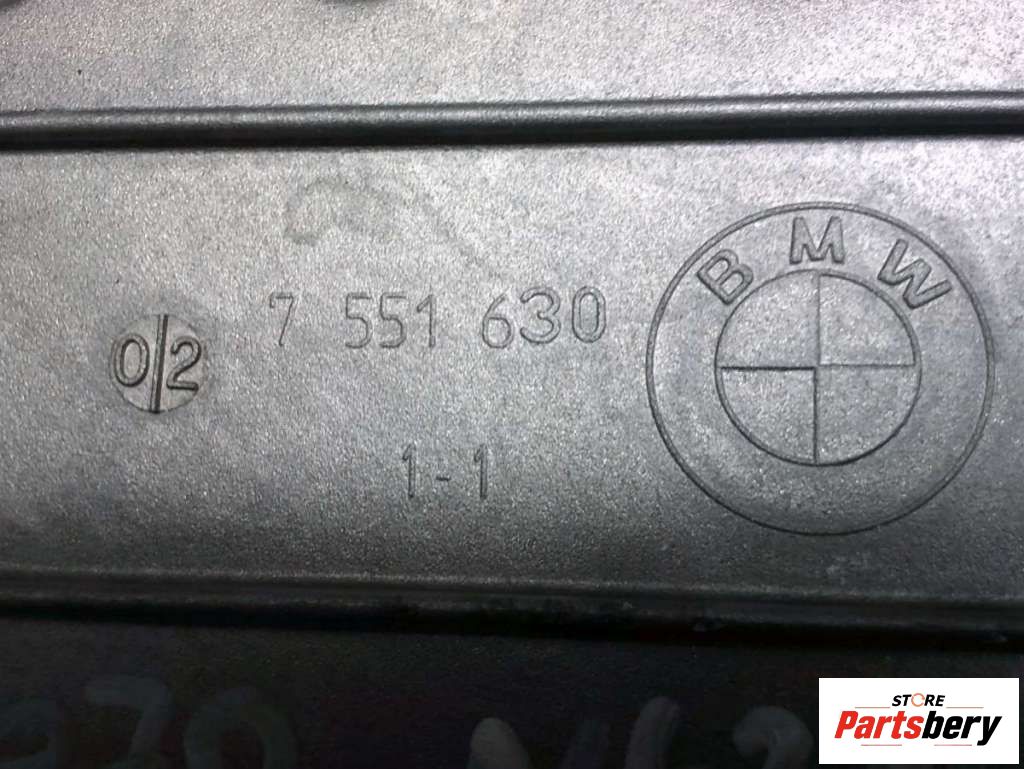 BMW
7 551 630
0/2
1-1
STORE
Partsbery